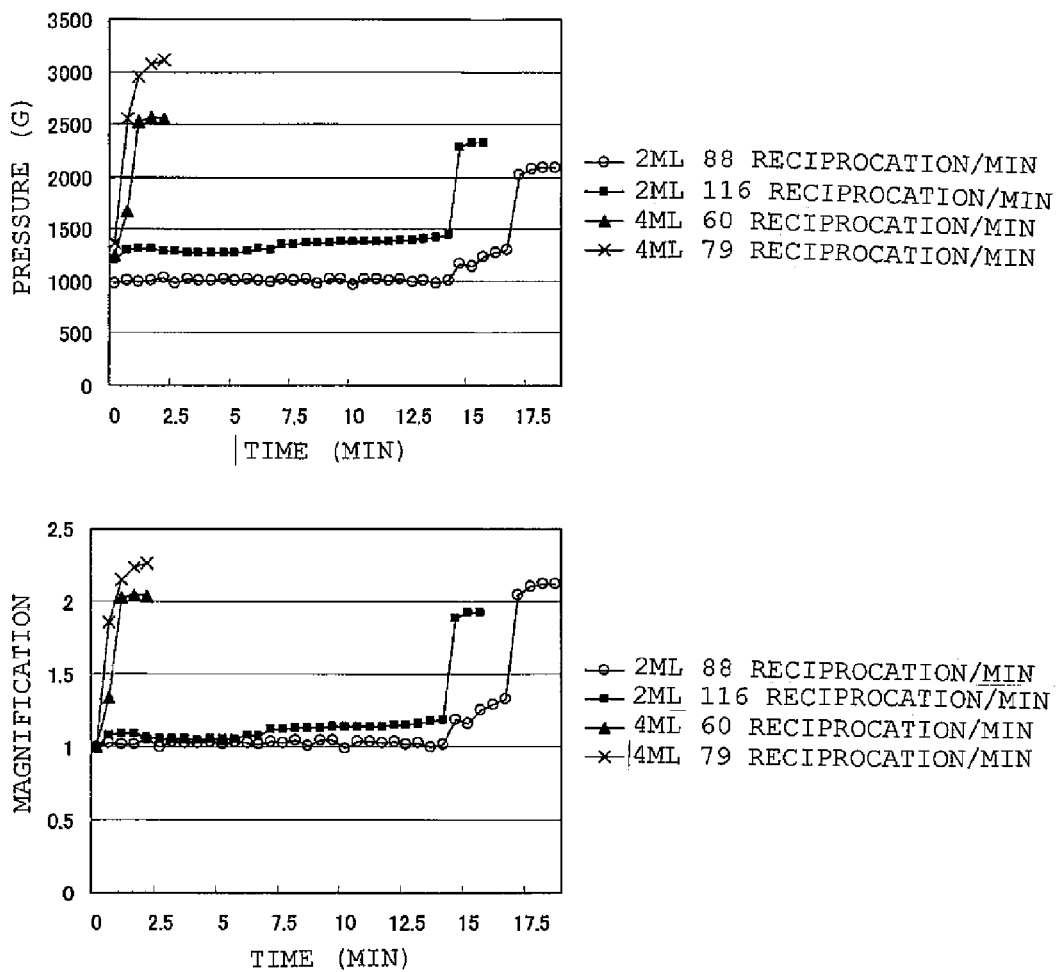 3500
3000
2500
2000
1500
1000
500
0
PRESSURE (G)
0 2.5 5 7.5 10 12.5 15 17.5
TIME (MIN)
2ML 88 RECIPROCATION/MIN
2ML 116 RECIPROCATION/MIN
4ML 60 RECIPROCATION/MIN
4ML 79 RECIPROCATION/MIN
2.5
2
1.5
1
0.5
0
MAGNIFICATION
0 2.5 5 7.5 10 12.5 15 17.5
TIME (MIN)
2ML 88 RECIPROCATION/MIN
2ML 116 RECIPROCATION/MIN
4ML 60 RECIPROCATION/MIN
4ML 79 RECIPROCATION/MIN